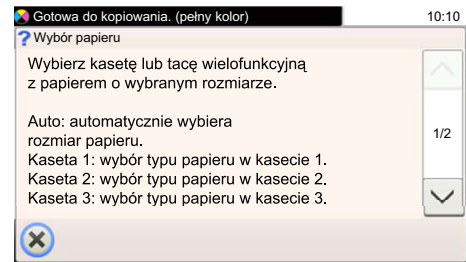 Gotowa do kopiowania. (pełny kolor) 10:10
? Wybór papieru
Wybierz kasetę lub tacę wielofunkcyjną
z papierem o wybranym rozmiarze.
Auto: automatycznie wybiera
rozmiar papieru.
1/2
Kaseta 1: wybór typu papieru w kasecie 1.
Kaseta 2: wybór typu papieru w kasecie 2.
Kaseta 3: wybór typu papieru w kasecie 3.